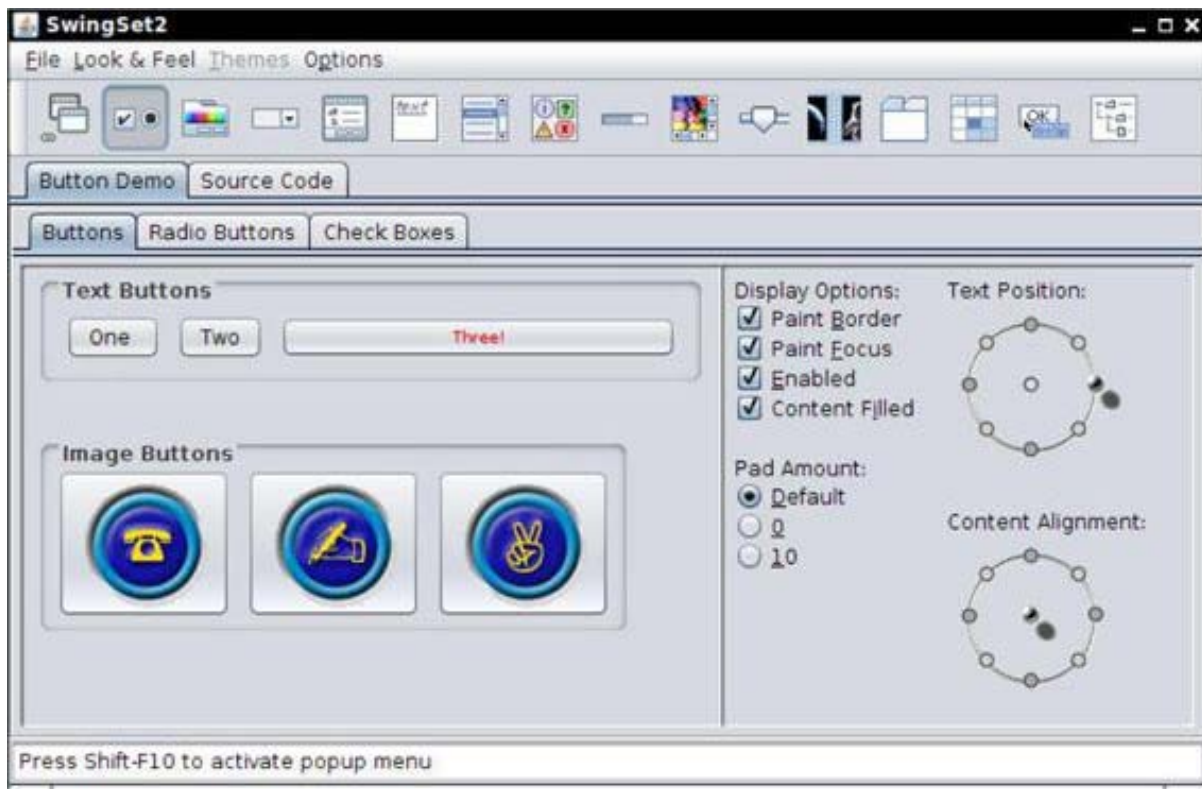 SwingSet2
File Look & Feel Themes Options
text
OK
Button Demo Source Code
Buttons Radio Buttons Check Boxes
Text Buttons
One Two Three!
Image Buttons
Display Options:
Paint Border
Paint Focus
Enabled
Content Filled
Pad Amount:
Default
0
10
Text Position:
Content Alignment:
Press Shift-F10 to activate popup menu